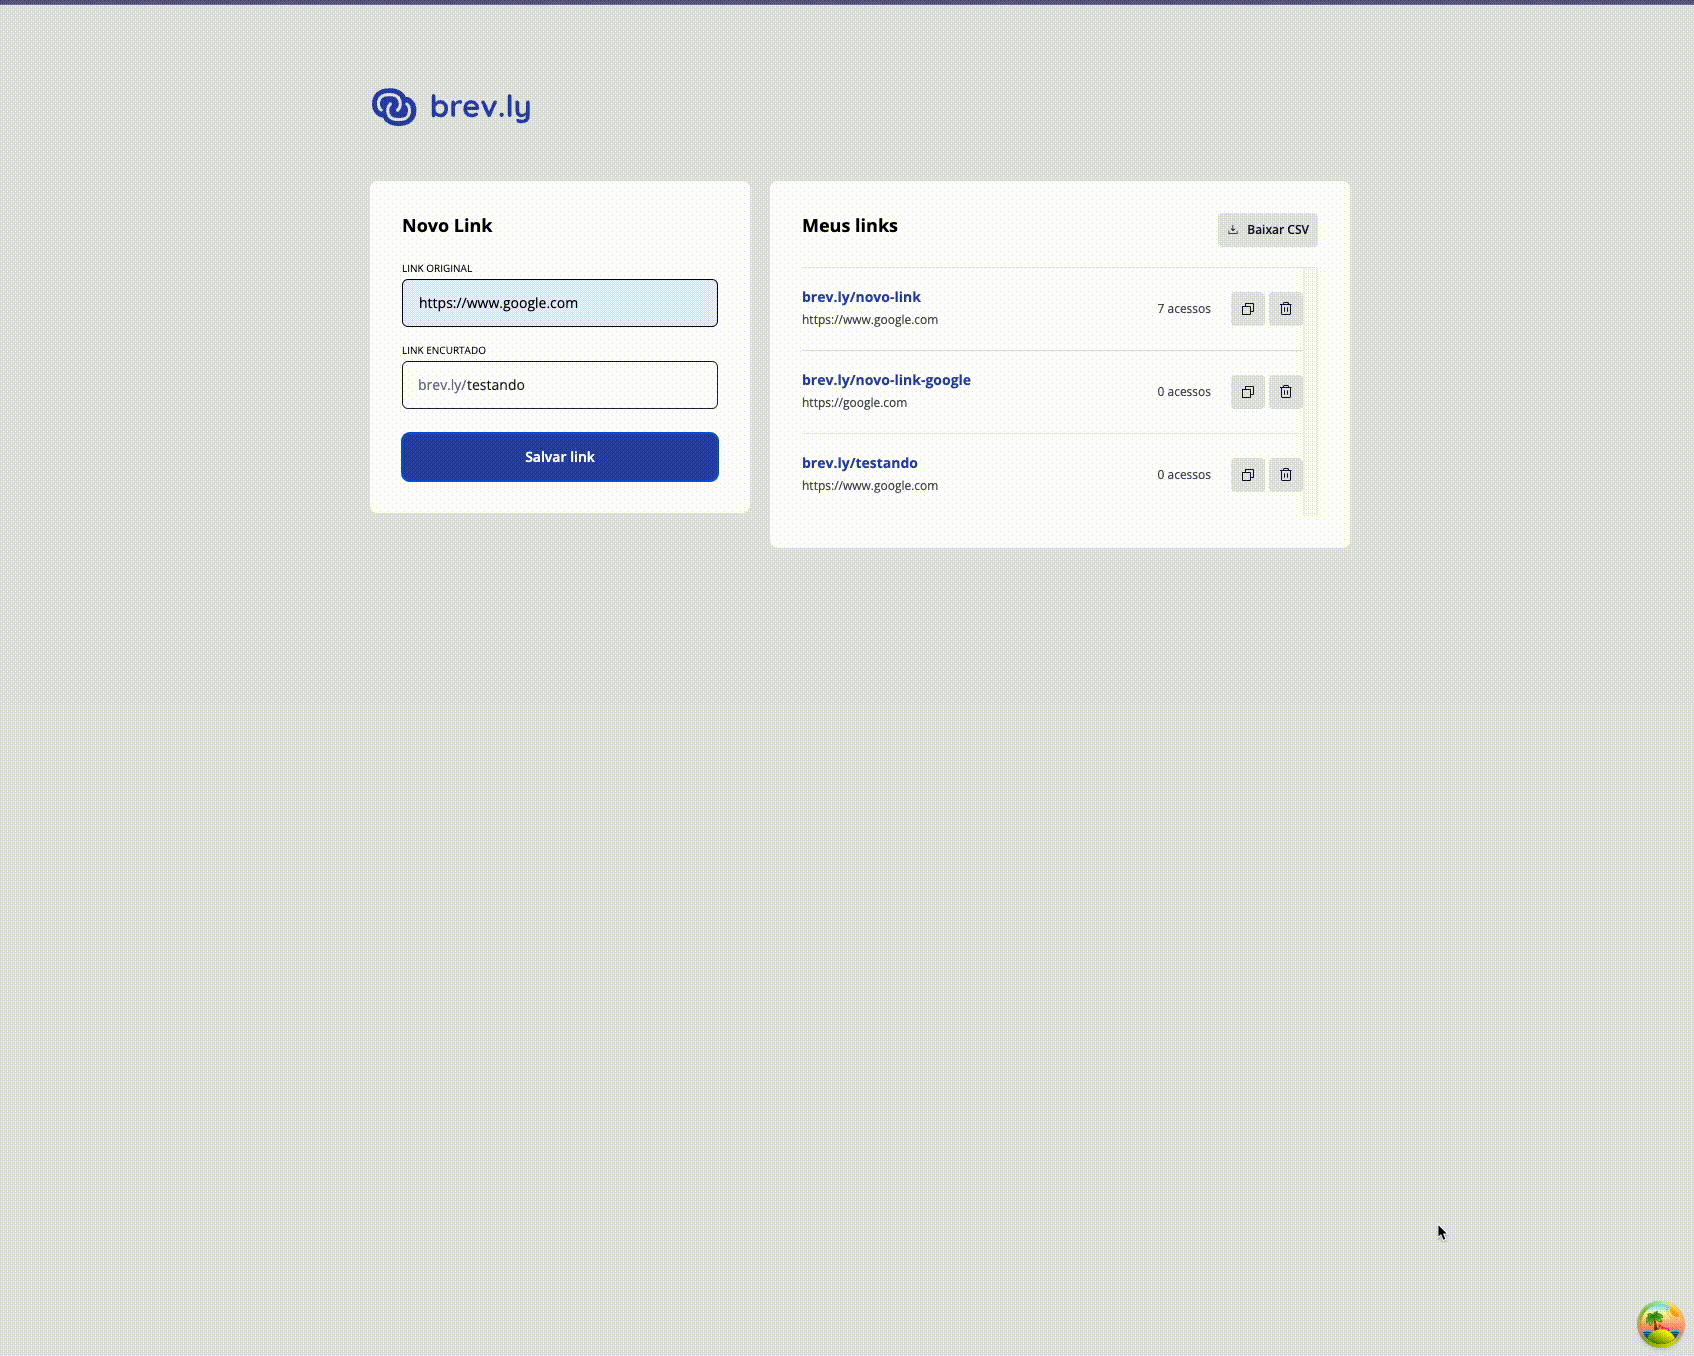 brev.ly
Novo Link
LINK ORIGINAL
https://www.google.com
LINK ENCURTADO
brev.ly/testando
Salvar link
Meus links
Baixar CSV
brev.ly/novo-link
https://www.google.com
7 acessos
brev.ly/novo-link-google
https://google.com
0 acessos
brev.ly/testando
https://www.google.com
0 acessos